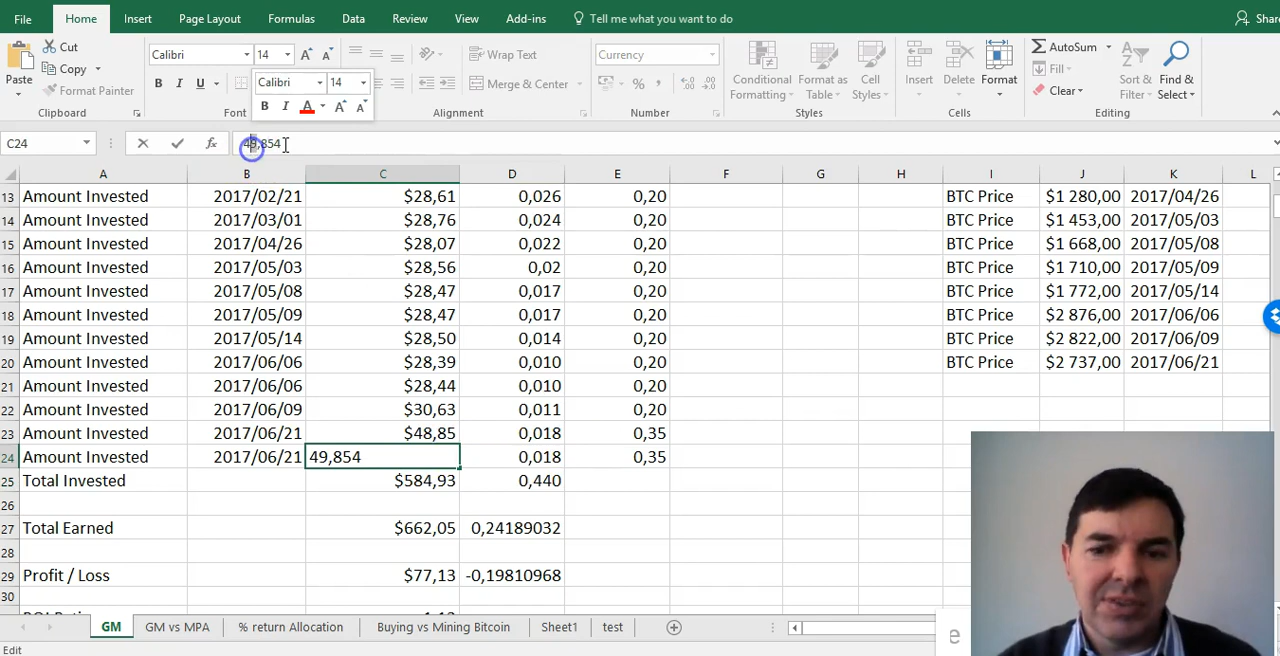 File Home Insert Page Layout Formulas Data Review View Add-ins Tell me what you want to do Share
Paste Cut Copy Format Painter Clipboard
Calibri 14 B I U Font
Calibri 14 B I A A A
Wrap Text Merge & Center Alignment
Currency % , Number
Conditional Formatting Format as Table Cell Styles Styles
Insert Delete Format Cells
AutoSum Fill Clear Sort & Filter Find & Select Editing
C24 fx 49,854
A B C D E F G H I J K L
13 Amount Invested 2017/02/21 $28,61 0,026 0,20 BTC Price $1 280,00 2017/04/26
14 Amount Invested 2017/03/01 $28,76 0,024 0,20 BTC Price $1 453,00 2017/05/03
15 Amount Invested 2017/04/26 $28,07 0,022 0,20 BTC Price $1 668,00 2017/05/08
16 Amount Invested 2017/05/03 $28,56 0,02 0,20 BTC Price $1 710,00 2017/05/09
17 Amount Invested 2017/05/08 $28,47 0,017 0,20 BTC Price $1 772,00 2017/05/14
18 Amount Invested 2017/05/09 $28,47 0,017 0,20 BTC Price $2 876,00 2017/06/06
19 Amount Invested 2017/05/14 $28,50 0,014 0,20 BTC Price $2 822,00 2017/06/09
20 Amount Invested 2017/06/06 $28,39 0,010 0,20 BTC Price $2 737,00 2017/06/21
21 Amount Invested 2017/06/06 $28,44 0,010 0,20
22 Amount Invested 2017/06/09 $30,63 0,011 0,20
23 Amount Invested 2017/06/21 $48,85 0,018 0,35
24 Amount Invested 2017/06/21 49,854 0,018 0,35
25 Total Invested $584,93 0,440
26
27 Total Earned $662,05 0,24189032
28
29 Profit / Loss $77,13 -0,19810968
30
GM GM vs MPA % return Allocation Buying vs Mining Bitcoin Sheet1 test
Edit